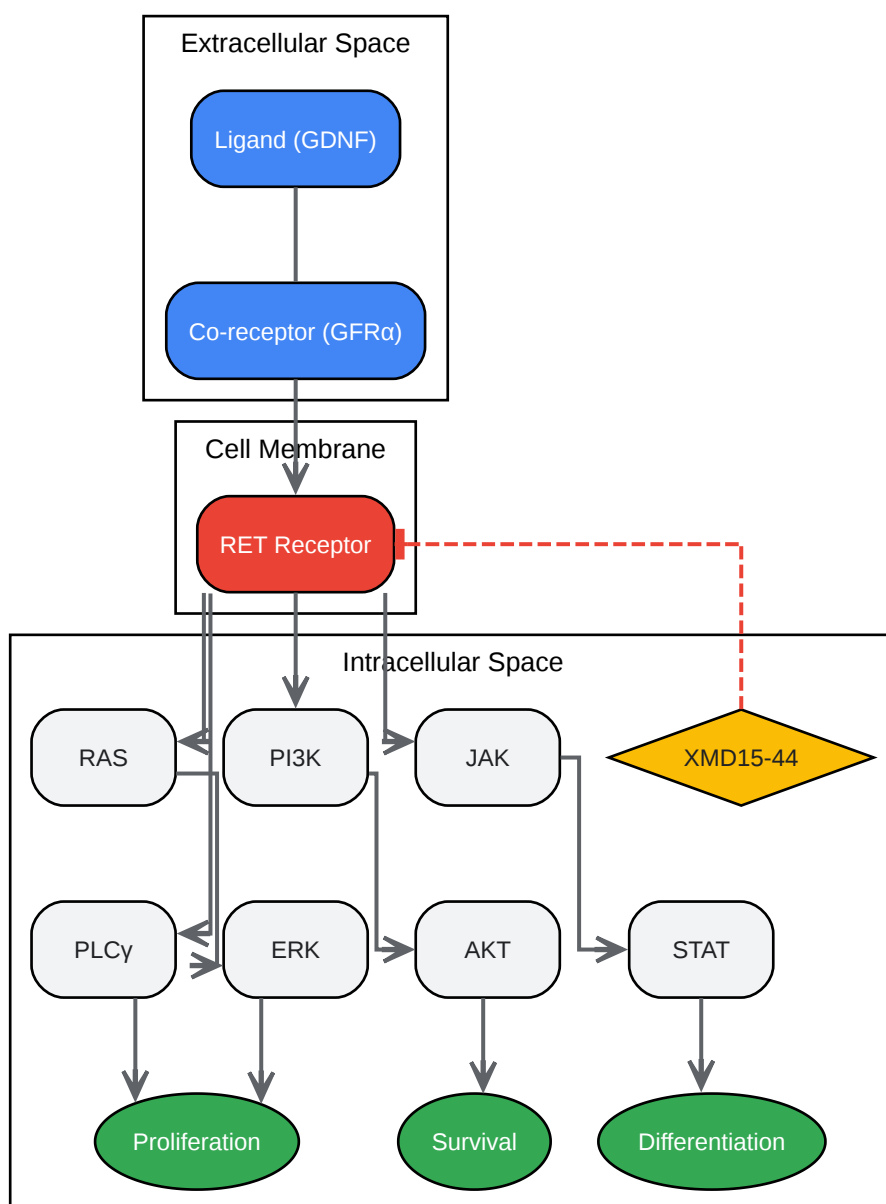 Extracellular Space
Ligand (GDNF)
Co-receptor (GFRα)
Cell Membrane
RET Receptor
Intracellular Space
RAS
PI3K
JAK
XMD15-44
PLCγ
ERK
AKT
STAT
Proliferation
Survival
Differentiation